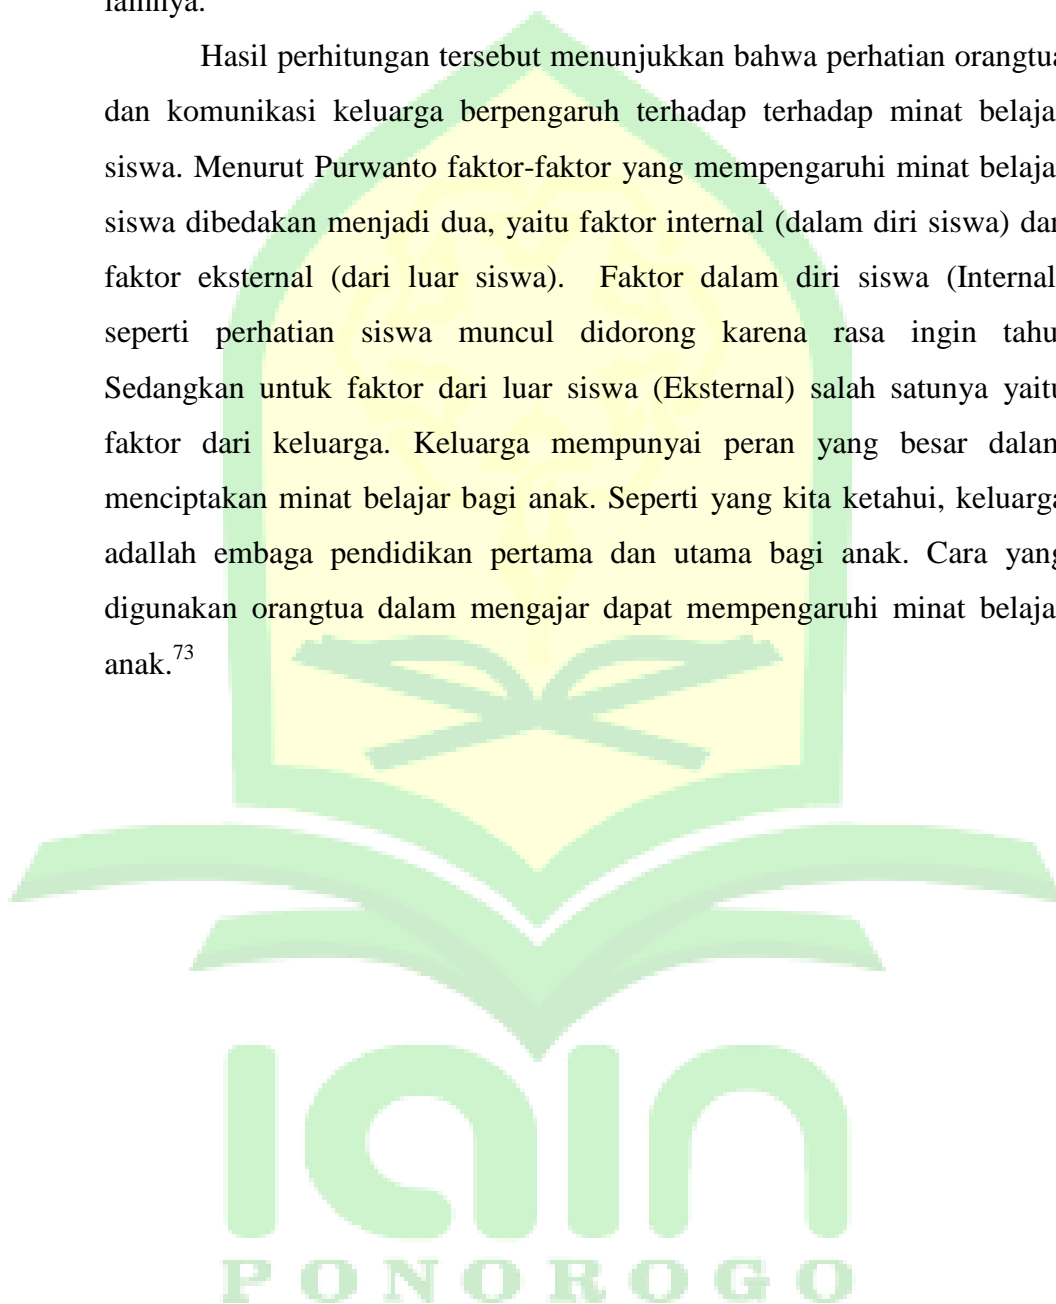 lainnya.
Hasil perhitungan tersebut menunjukkan bahwa perhatian orangtua
dan komunikasi keluarga berpengaruh terhadap terhadap minat belajar
siswa. Menurut Purwanto faktor-faktor yang mempengaruhi minat belajar
siswa dibedakan menjadi dua, yaitu faktor internal (dalam diri siswa) dan
faktor eksternal (dari luar siswa). Faktor dalam diri siswa (Internal
seperti perhatian siswa muncul didorong karena rasa ingin tahu
Sedangkan untuk faktor dari luar siswa (Eksternal) salah satunya yaitu
faktor dari keluarga. Keluarga mempunyai peran yang besar dalam
menciptakan minat belajar bagi anak. Seperti yang kita ketahui, keluarga
adallah embaga pendidikan pertama dan utama bagi anak. Cara yang
digunakan orangtua dalam mengajar dapat mempengaruhi minat belajar
anak.73
iain
PONOROGO